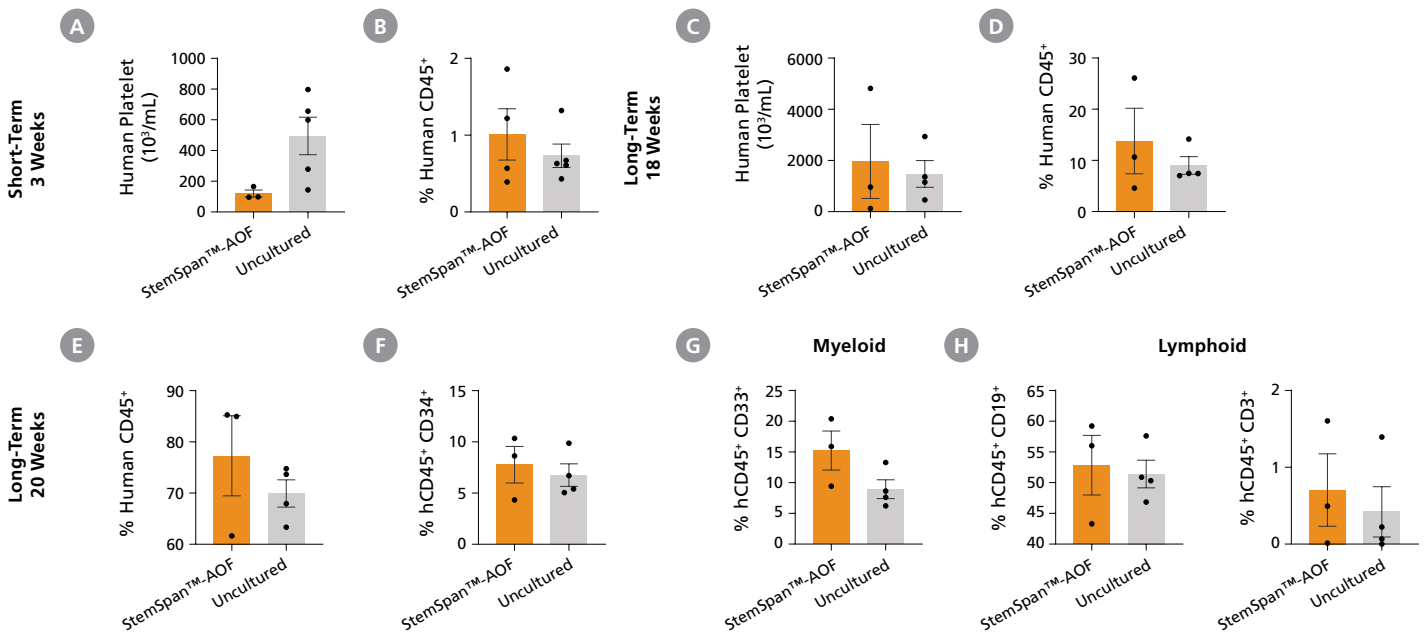 A
B
C
D
Short-Term
3 Weeks
Human Platelet
(10³/mL)
1000
800
600
400
200
0
StemSpan™-AOF
Uncultured
% Human CD45⁺
2
1
0
StemSpan™-AOF
Uncultured
Long-Term
18 Weeks
Human Platelet
(10³/mL)
6000
4000
2000
0
StemSpan™-AOF
Uncultured
% Human CD45⁺
30
20
10
0
StemSpan™-AOF
Uncultured
E
F
G
Myeloid
H
Lymphoid
Long-Term
20 Weeks
% Human CD45⁺
90
80
70
60
StemSpan™-AOF
Uncultured
% hCD45⁺ CD34⁺
15
10
5
0
StemSpan™-AOF
Uncultured
% hCD45⁺ CD33⁺
25
20
15
10
5
0
StemSpan™-AOF
Uncultured
% hCD45⁺ CD19⁺
65
60
55
50
45
40
StemSpan™-AOF
Uncultured
% hCD45⁺ CD3⁺
2
1
0
StemSpan™-AOF
Uncultured